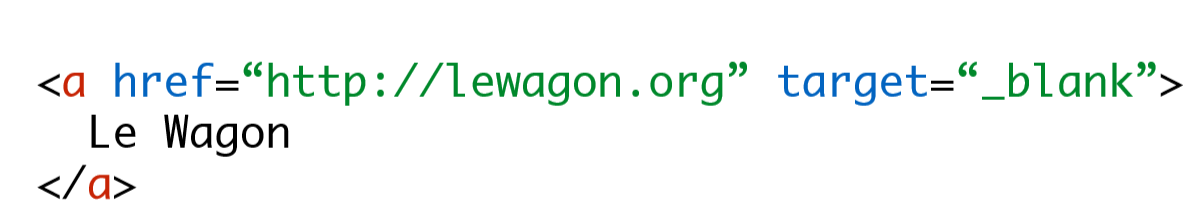 <a href=“http://lewagon.org” target=“_blank”>
Le Wagon
</a>